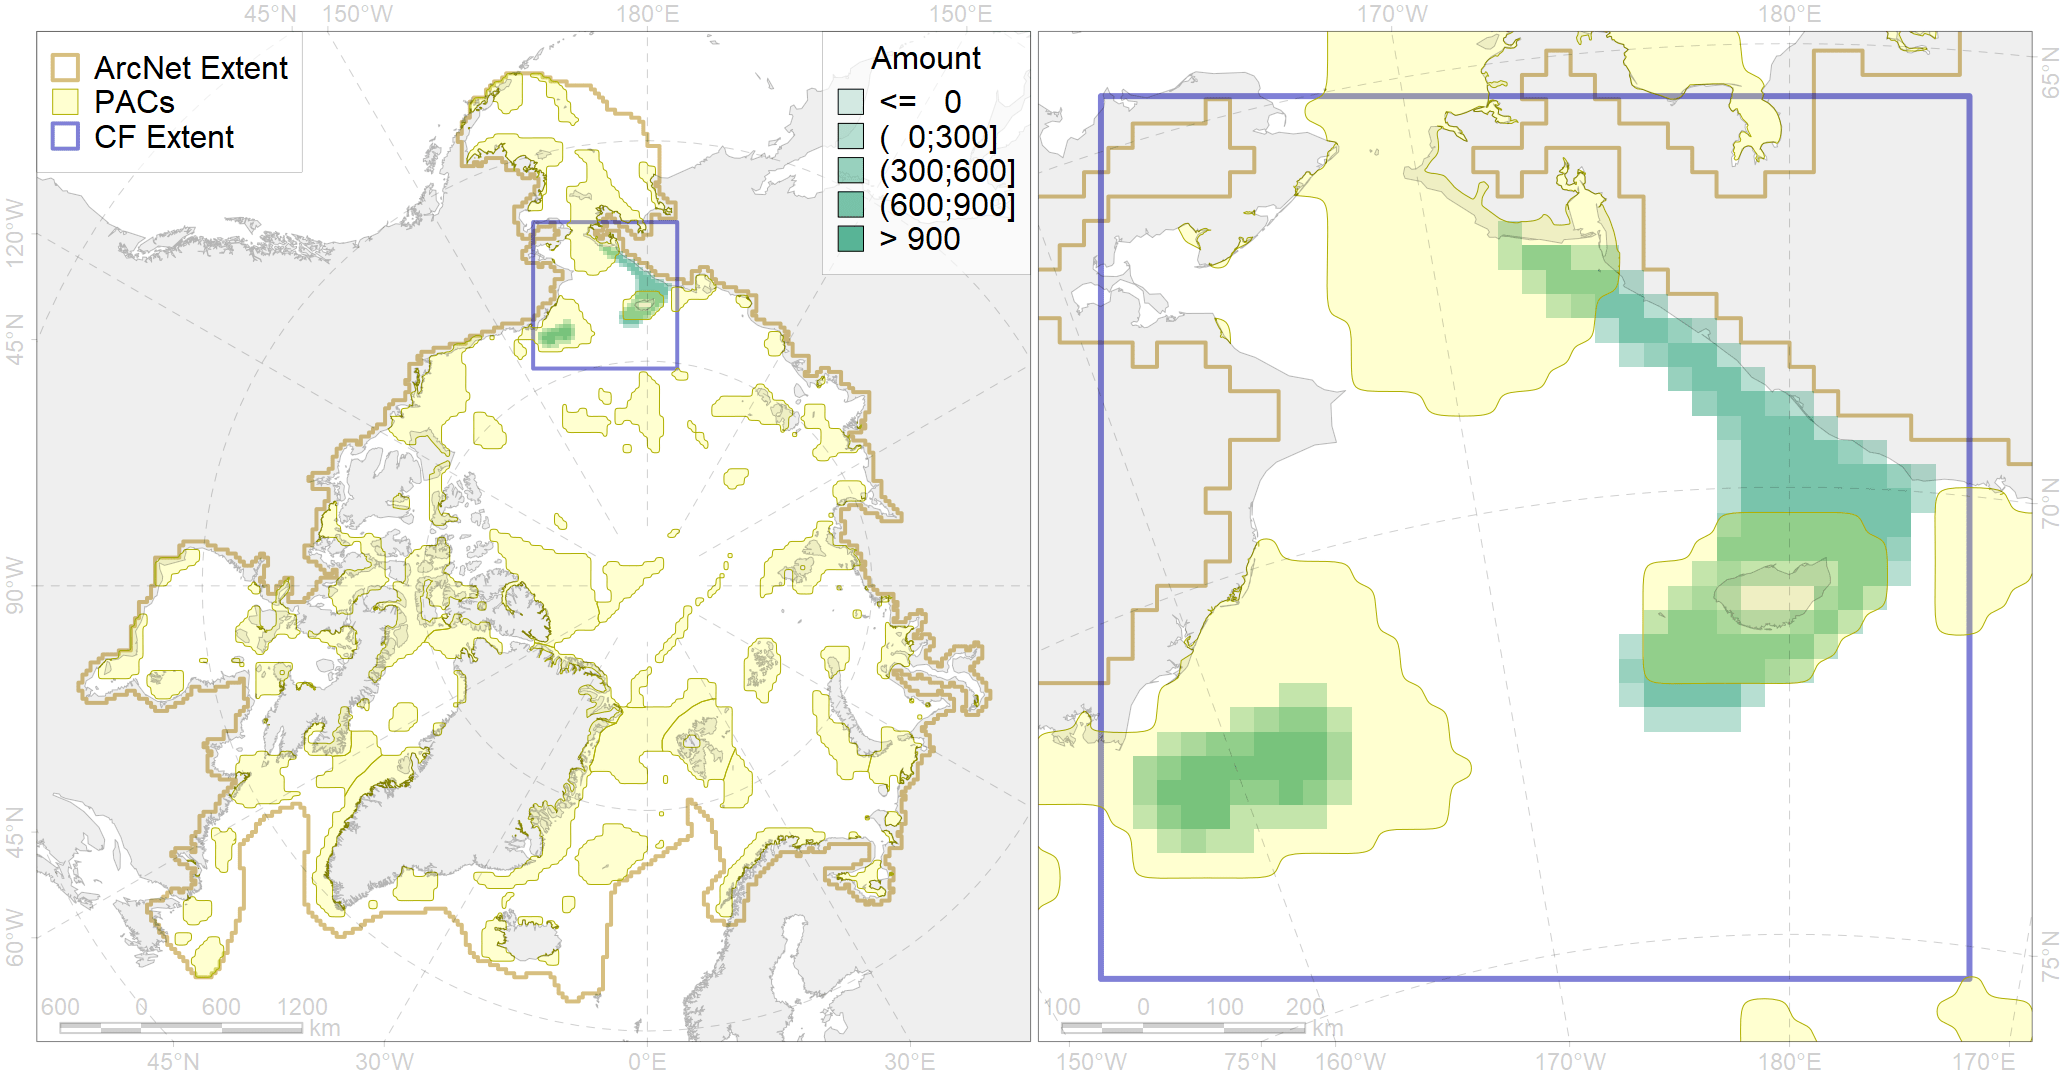 45°N 150°W 180°E 150°E 170°W 180°E
ArcNet Extent
PACs
CF Extent
Amount
<= 0
( 0;300]
(300;600]
(600;900]
> 900
120°W
45°N
90°W
45°N
60°W
65°N
70°N
75°N
600 0 600 1200
km
100 0 100 200
km
45°N 30°W 0°E 30°E 150°W 75°N 160°W 170°W 180°E 170°E